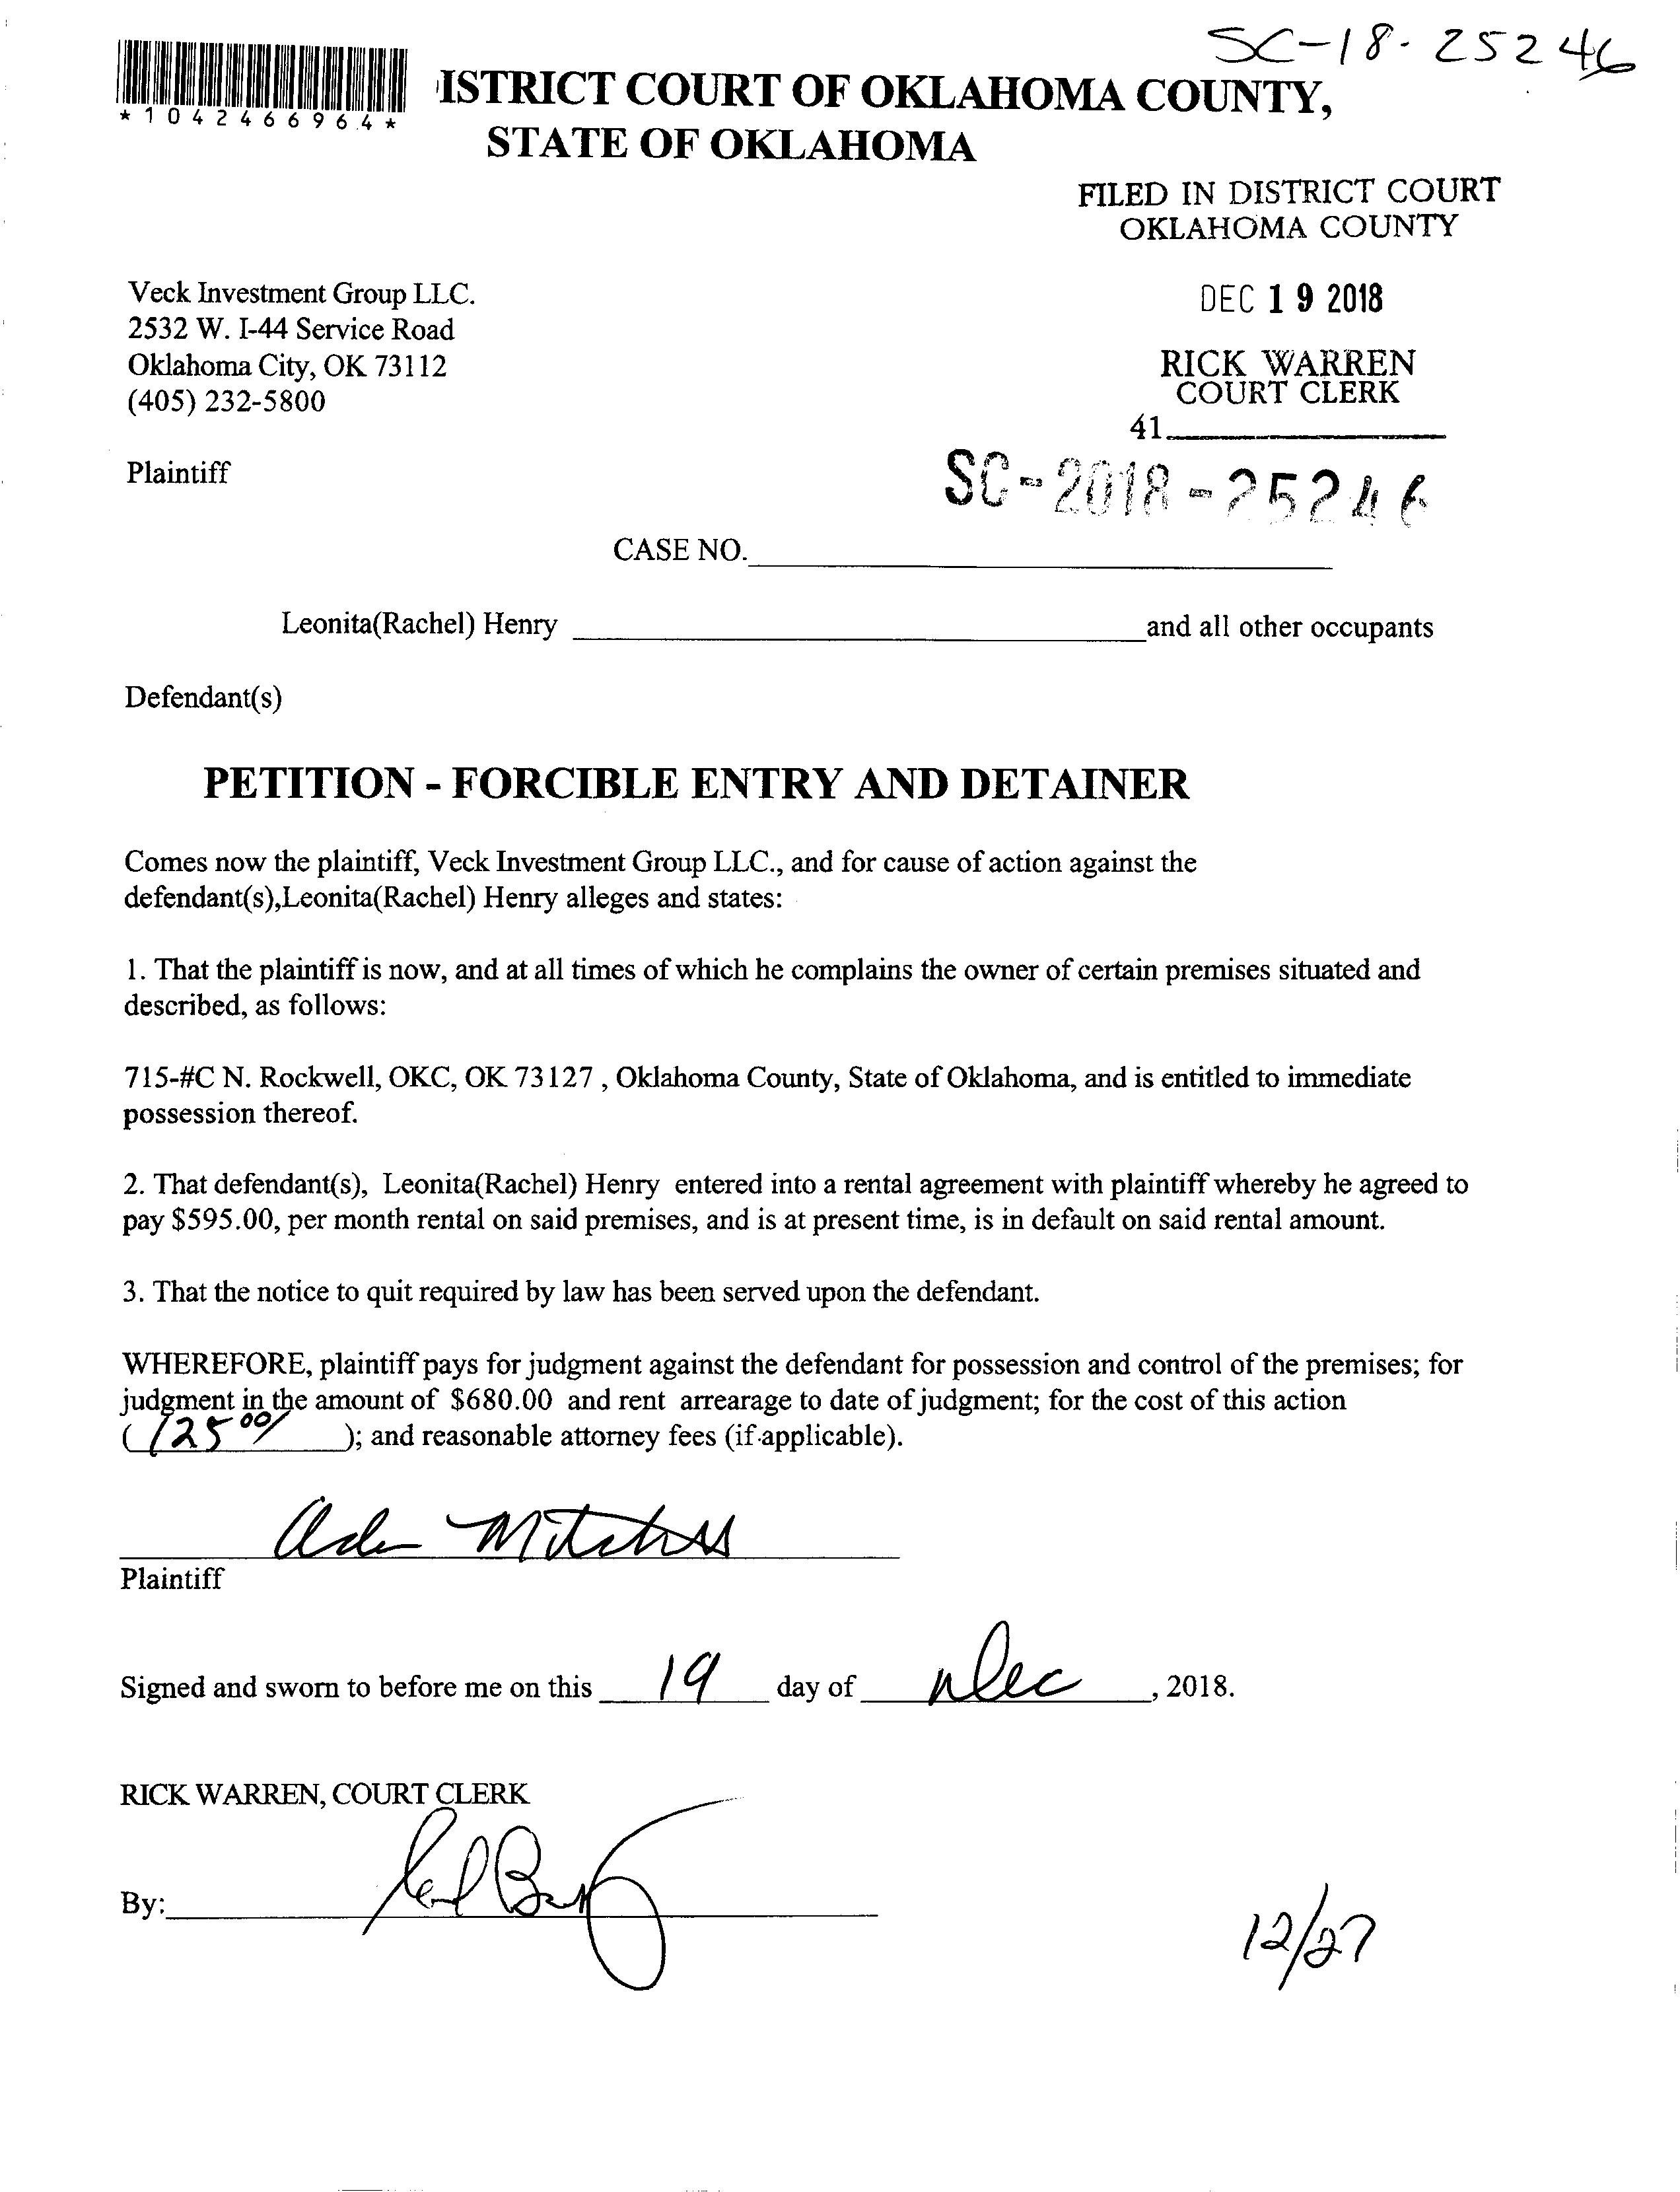 SC-18-25246
*1042466964*
ISTRICT COURT OF OKLAHOMA COUNTY,
STATE OF OKLAHOMA
FILED IN DISTRICT COURT
OKLAHOMA COUNTY
Veck Investment Group LLC.
2532 W. I-44 Service Road
Oklahoma City, OK 73112
(405) 232-5800
DEC 19 2018
RICK WARREN
COURT CLERK
41
Plaintiff
SC-2018-25246
CASE NO.
Leonita(Rachel) Henry and all other occupants
Defendant(s)
PETITION - FORCIBLE ENTRY AND DETAINER
Comes now the plaintiff, Veck Investment Group LLC., and for cause of action against the
defendant(s),Leonita(Rachel) Henry alleges and states:
1. That the plaintiff is now, and at all times of which he complains the owner of certain premises situated and
described, as follows:
715-#C N. Rockwell, OKC, OK 73127 , Oklahoma County, State of Oklahoma, and is entitled to immediate
possession thereof.
2. That defendant(s), Leonita(Rachel) Henry entered into a rental agreement with plaintiff whereby he agreed to
pay $595.00, per month rental on said premises, and is at present time, is in default on said rental amount.
3. That the notice to quit required by law has been served upon the defendant.
WHEREFORE, plaintiff pays for judgment against the defendant for possession and control of the premises; for
judgment in the amount of $680.00 and rent arrearage to date of judgment; for the cost of this action
( 125 00/ ); and reasonable attorney fees (if applicable).
Plaintiff
Signed and sworn to before me on this 19 day of Dec , 2018.
RICK WARREN, COURT CLERK
By:
12/27